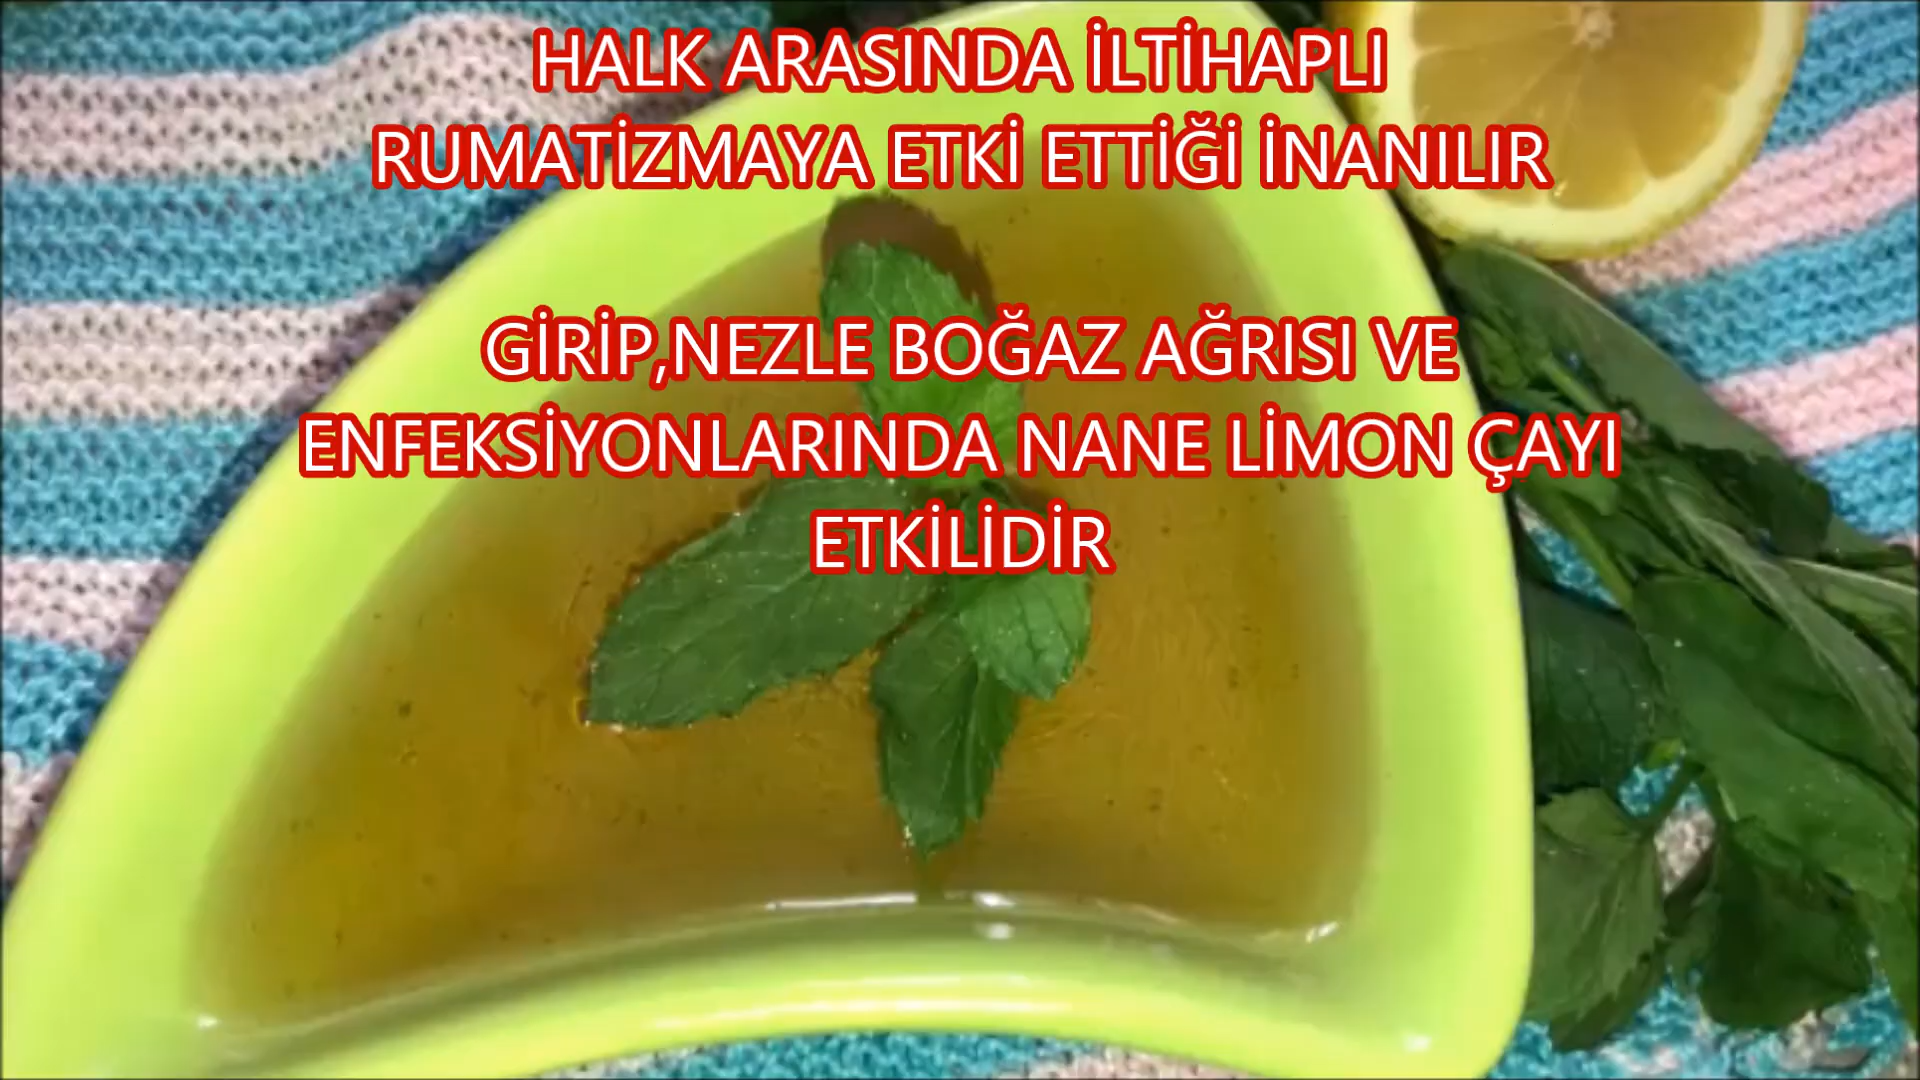 HALK ARASINDA İLTİHAPLI
RUMATİZMAYA ETKİ ETTİĞİ İNANILIR
GİRİP,NEZLE BOĞAZ AĞRISI VE
ENFEKSİYONLARINDA NANE LİMON ÇAYI
ETKİLİDİR